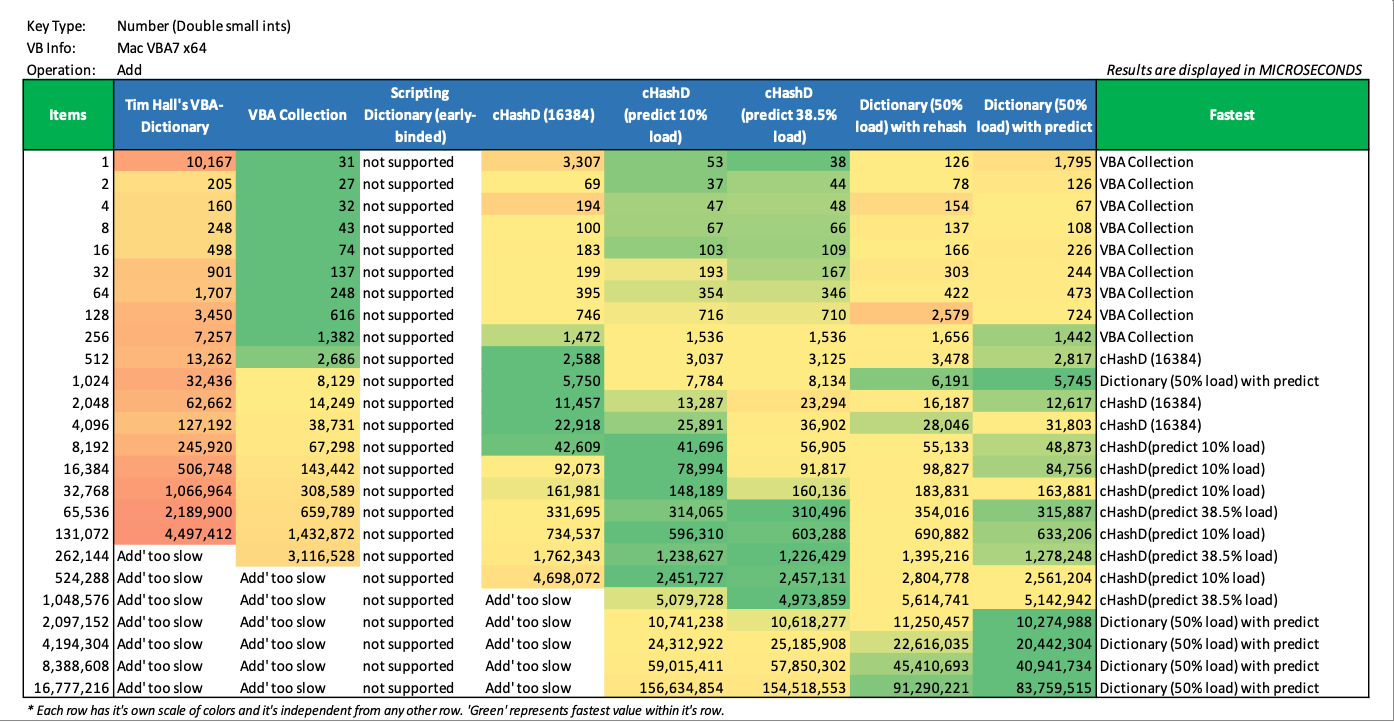 Key Type: Number (Double small ints)
VB Info: Mac VBA7 x64
Operation: Add Results are displayed in MICROSECONDS
Items Tim Hall's VBA-Dictionary VBA Collection Scripting Dictionary (early-binded) cHashD (16384) cHashD (predict 10% load) cHashD (predict 38.5% load) Dictionary (50% load) with rehash Dictionary (50% load) with predict Fastest
1 10,167 31 not supported 3,307 53 38 126 1,795 VBA Collection
2 205 27 not supported 69 37 44 78 126 VBA Collection
4 160 32 not supported 194 47 48 154 67 VBA Collection
8 248 43 not supported 100 67 66 137 108 VBA Collection
16 498 74 not supported 183 103 109 166 226 VBA Collection
32 901 137 not supported 199 193 167 303 244 VBA Collection
64 1,707 248 not supported 395 354 346 422 473 VBA Collection
128 3,450 616 not supported 746 716 710 2,579 724 VBA Collection
256 7,257 1,382 not supported 1,472 1,536 1,536 1,656 1,442 VBA Collection
512 13,262 2,686 not supported 2,588 3,037 3,125 3,478 2,817 cHashD (16384)
1,024 32,436 8,129 not supported 5,750 7,784 8,134 6,191 5,745 Dictionary (50% load) with predict
2,048 62,662 14,249 not supported 11,457 13,287 23,294 16,187 12,617 cHashD (16384)
4,096 127,192 38,731 not supported 22,918 25,891 36,902 28,046 31,803 cHashD (16384)
8,192 245,920 67,298 not supported 42,609 41,696 56,905 55,133 48,873 cHashD(predict 10% load)
16,384 506,748 143,442 not supported 92,073 78,994 91,817 98,827 84,756 cHashD(predict 10% load)
32,768 1,066,964 308,589 not supported 161,981 148,189 160,136 183,831 163,881 cHashD(predict 10% load)
65,536 2,189,900 659,789 not supported 331,695 314,065 310,496 354,016 315,887 cHashD(predict 38.5% load)
131,072 4,497,412 1,432,872 not supported 734,537 596,310 603,288 690,882 633,206 cHashD(predict 10% load)
262,144 Add' too slow 3,116,528 not supported 1,762,343 1,238,627 1,226,429 1,395,216 1,278,248 cHashD(predict 38.5% load)
524,288 Add' too slow Add' too slow not supported 4,698,072 2,451,727 2,457,131 2,804,778 2,561,204 cHashD(predict 10% load)
1,048,576 Add' too slow Add' too slow not supported Add' too slow 5,079,728 4,973,859 5,614,741 5,142,942 cHashD(predict 38.5% load)
2,097,152 Add' too slow Add' too slow not supported Add' too slow 10,741,238 10,618,277 11,250,457 10,274,988 Dictionary (50% load) with predict
4,194,304 Add' too slow Add' too slow not supported Add' too slow 24,312,922 25,185,908 22,616,035 20,442,304 Dictionary (50% load) with predict
8,388,608 Add' too slow Add' too slow not supported Add' too slow 59,015,411 57,850,302 45,410,693 40,941,734 Dictionary (50% load) with predict
16,777,216 Add' too slow Add' too slow not supported Add' too slow 156,634,854 154,518,553 91,290,221 83,759,515 Dictionary (50% load) with predict
* Each row has it's own scale of colors and it's independent from any other row. 'Green' represents fastest value within it's row.